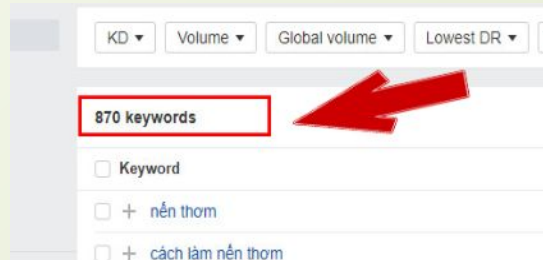 KD Volume Global volume Lowest DR
870 keywords
Keyword
nến thơm
cách làm nến thơm